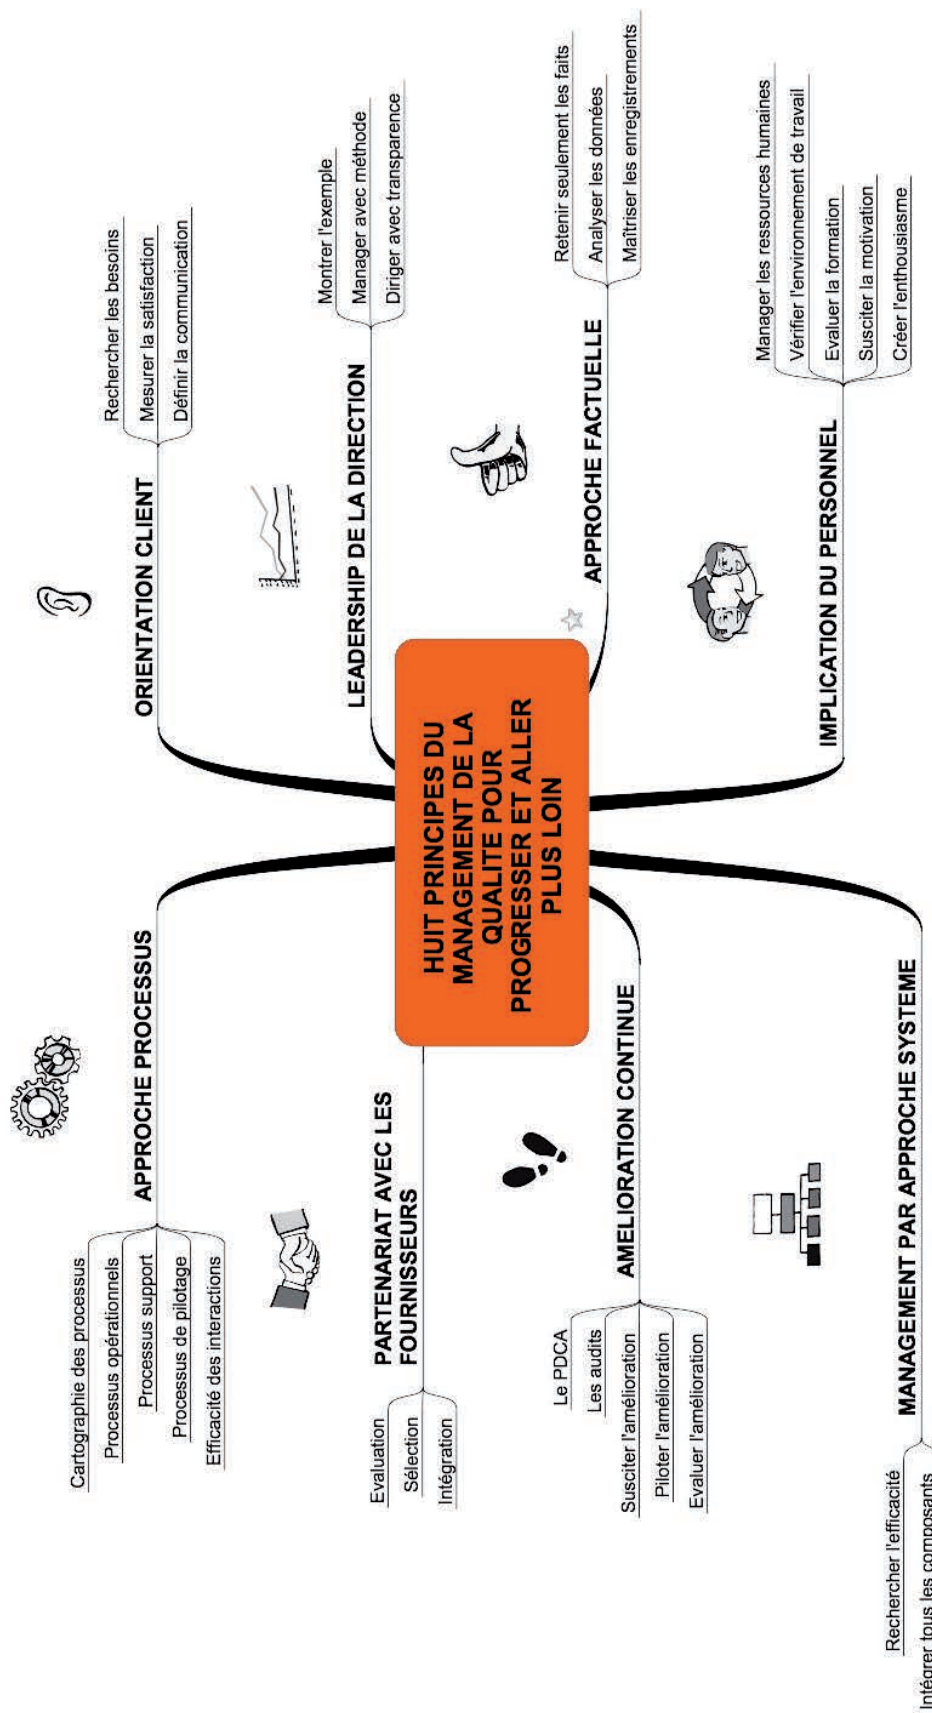 HUIT PRINCIPES DU
MANAGEMENT DE LA
QUALITE POUR
PROGRESSER ET ALLER
PLUS LOIN
ORIENTATION CLIENT
Rechercher les besoins
Mesurer la satisfaction
Définir la communication
LEADERSHIP DE LA DIRECTION
Montrer l'exemple
Manager avec méthode
Diriger avec transparence
APPROCHE FACTUELLE
Retenir seulement les faits
Analyser les données
Maîtriser les enregistrements
IMPLICATION DU PERSONNEL
Manager les ressources humaines
Vérifier l'environnement de travail
Evaluer la formation
Susciter la motivation
Créer l'enthousiasme
APPROCHE PROCESSUS
Cartographie des processus
Processus opérationnels
Processus support
Processus de pilotage
Efficacité des interactions
PARTENARIAT AVEC LES
FOURNISSEURS
Evaluation
Sélection
Intégration
AMELIORATION CONTINUE
Le PDCA
Les audits
Susciter l'amélioration
Piloter l'amélioration
Evaluer l'amélioration
MANAGEMENT PAR APPROCHE SYSTEME
Rechercher l'efficacité
Intégrer tous les composants